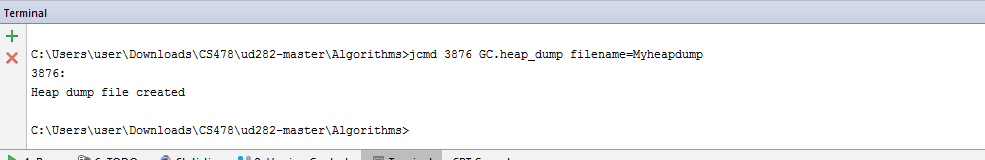 Terminal
C:\Users\user\Downloads\CS478\ud282-master\Algorithms>jcmd 3876 GC.heap_dump filename=Myheapdump
3876:
Heap dump file created
C:\Users\user\Downloads\CS478\ud282-master\Algorithms>